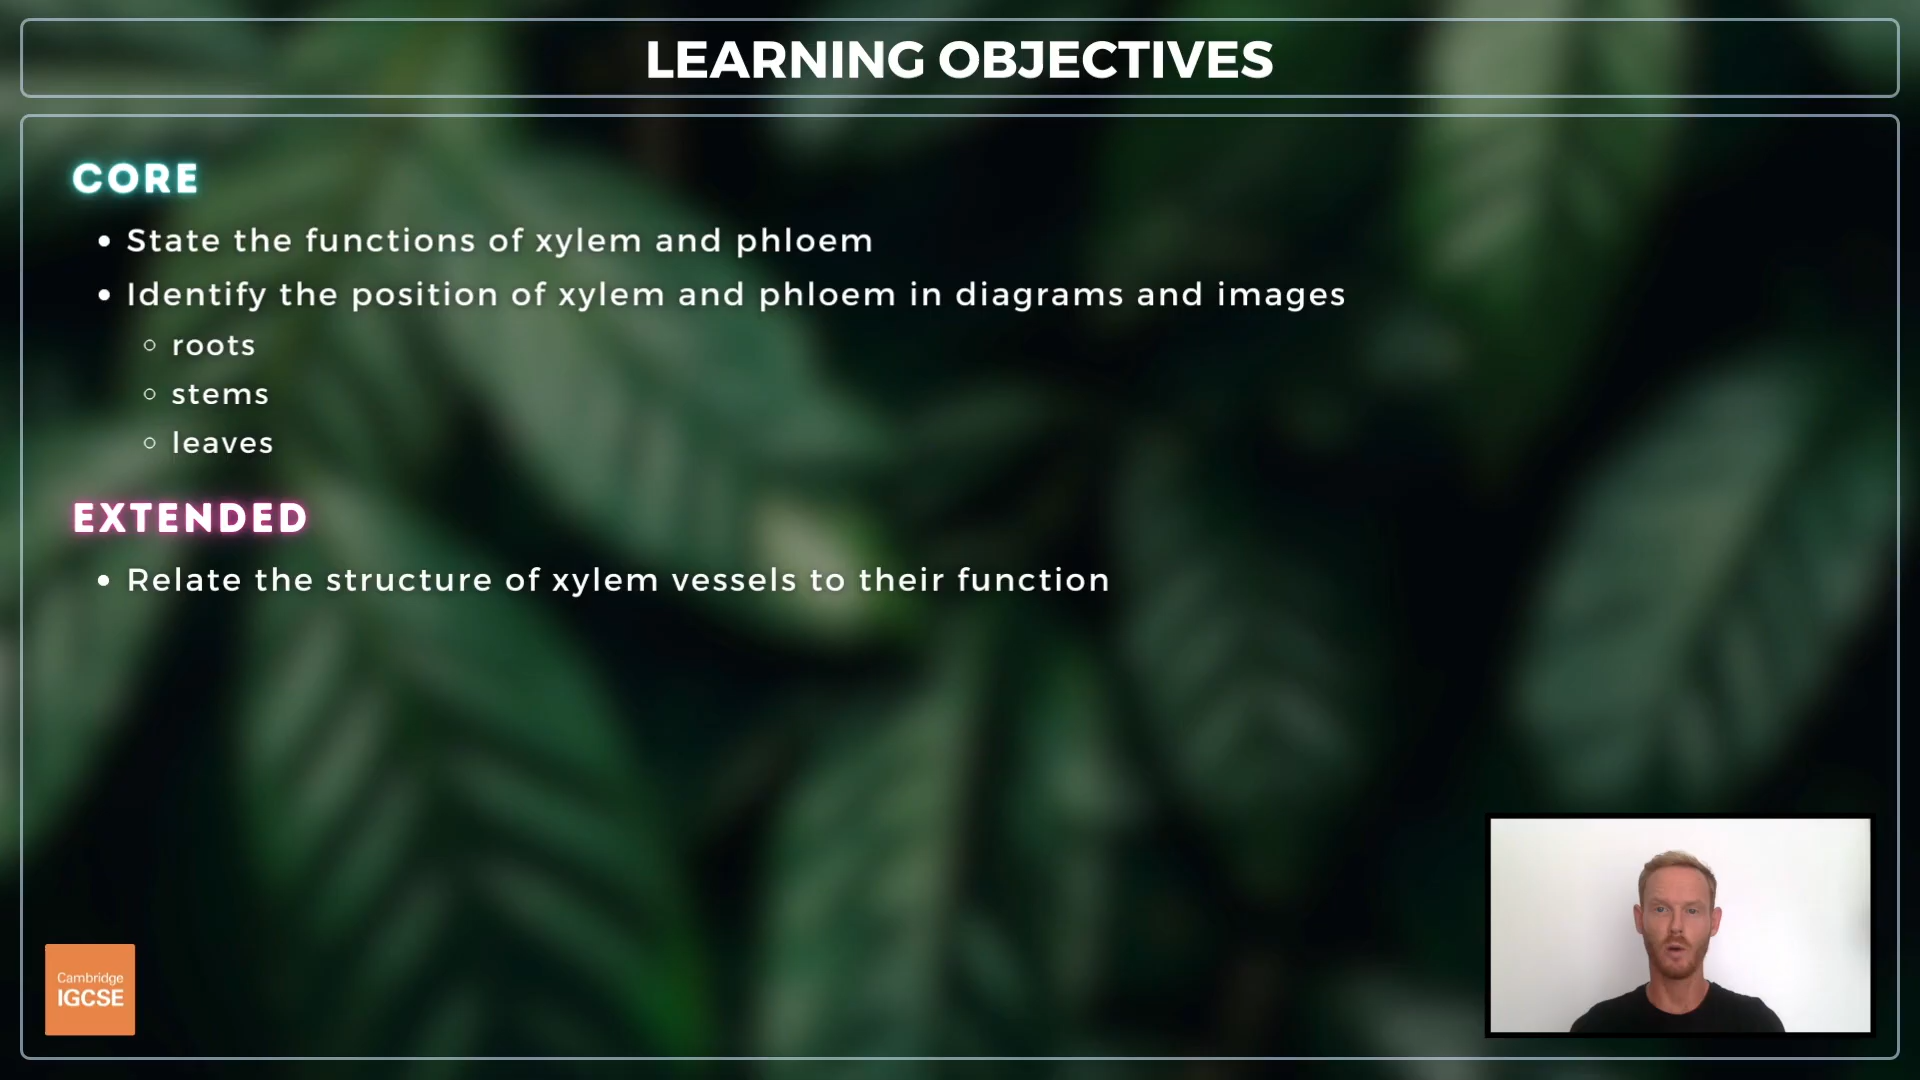 LEARNING OBJECTIVES
CORE
• State the functions of xylem and phloem
• Identify the position of xylem and phloem in diagrams and images
◦ roots
◦ stems
◦ leaves
EXTENDED
• Relate the structure of xylem vessels to their function
Cambridge
IGCSE